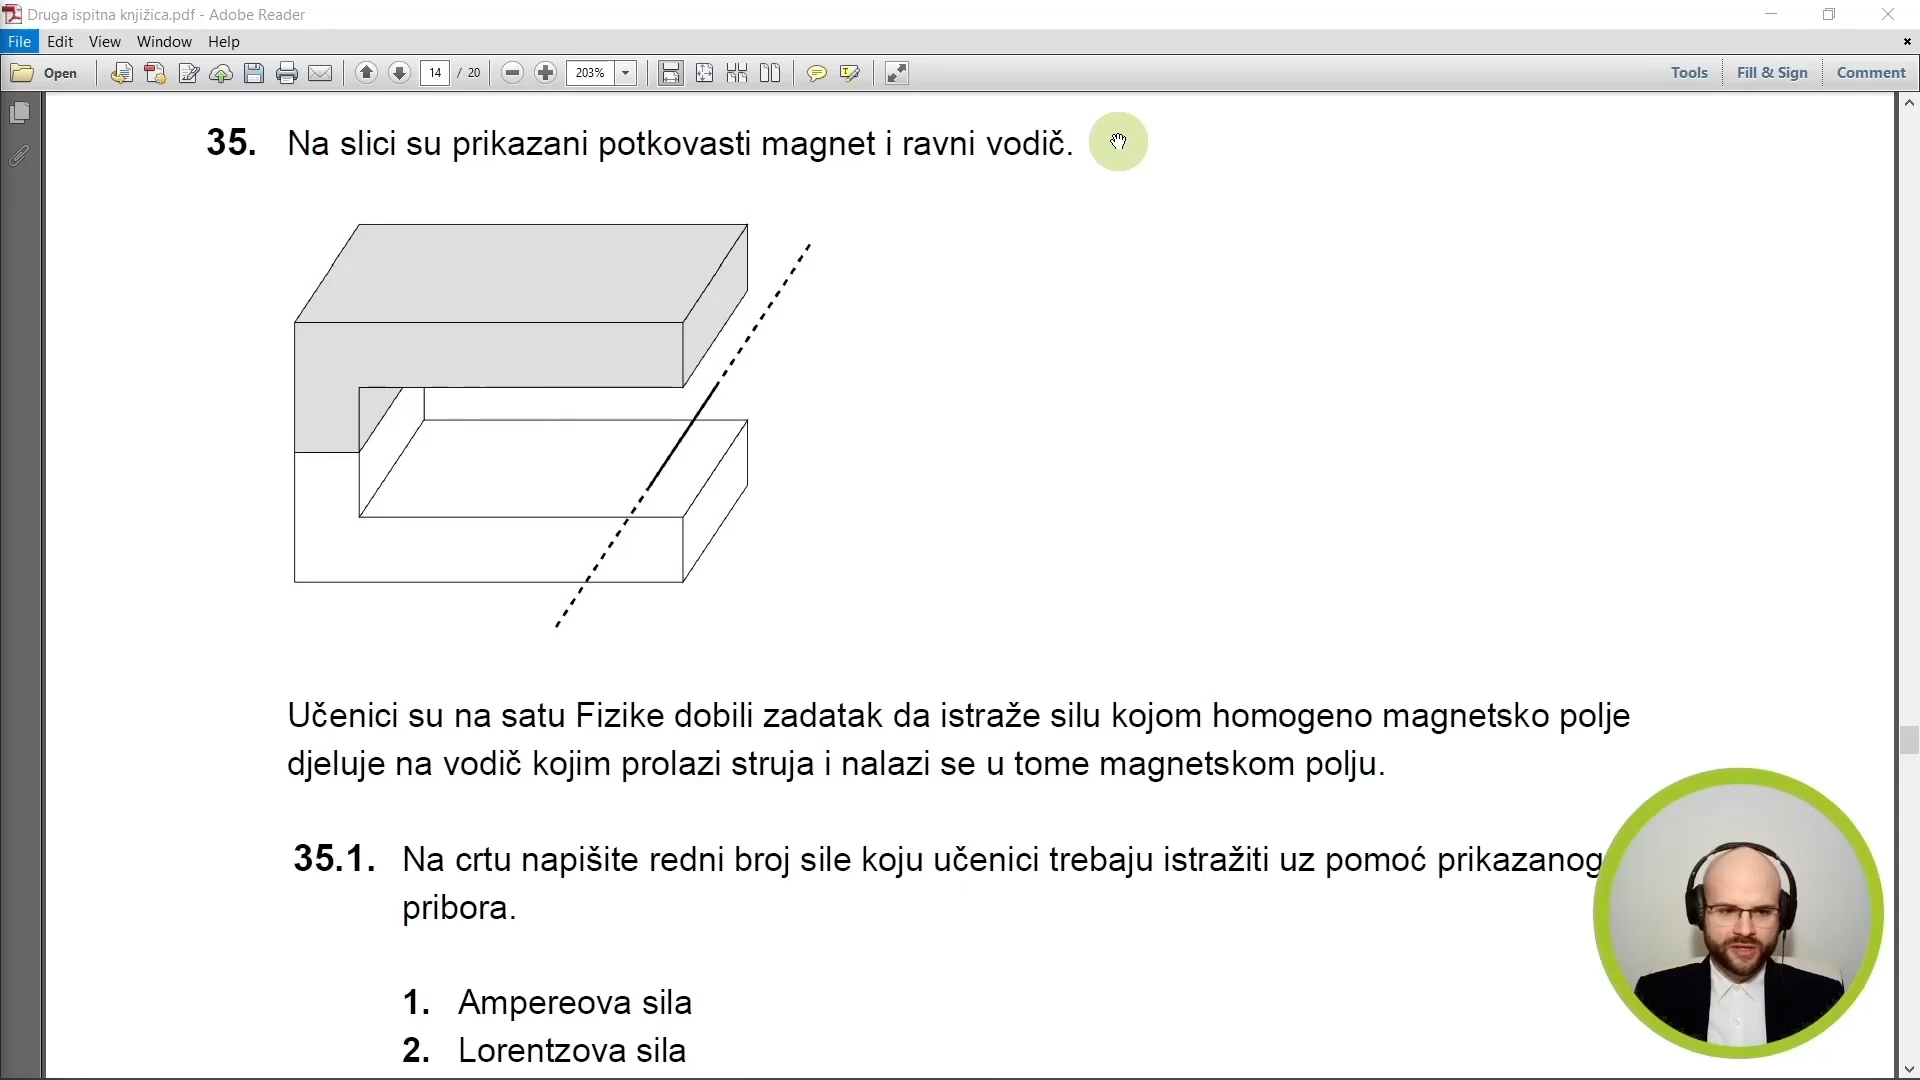 Druga ispitna knjižica.pdf - Adobe Reader
File Edit View Window Help
Open 14 / 20 203% Tools Fill & Sign Comment
35. Na slici su prikazani potkovasti magnet i ravni vodič.
Učenici su na satu Fizike dobili zadatak da istraže silu kojom homogeno magnetsko polje
djeluje na vodič kojim prolazi struja i nalazi se u tome magnetskom polju.
35.1. Na crtu napišite redni broj sile koju učenici trebaju istražiti uz pomoć prikazanog
pribora.
1. Ampereova sila
2. Lorentzova sila